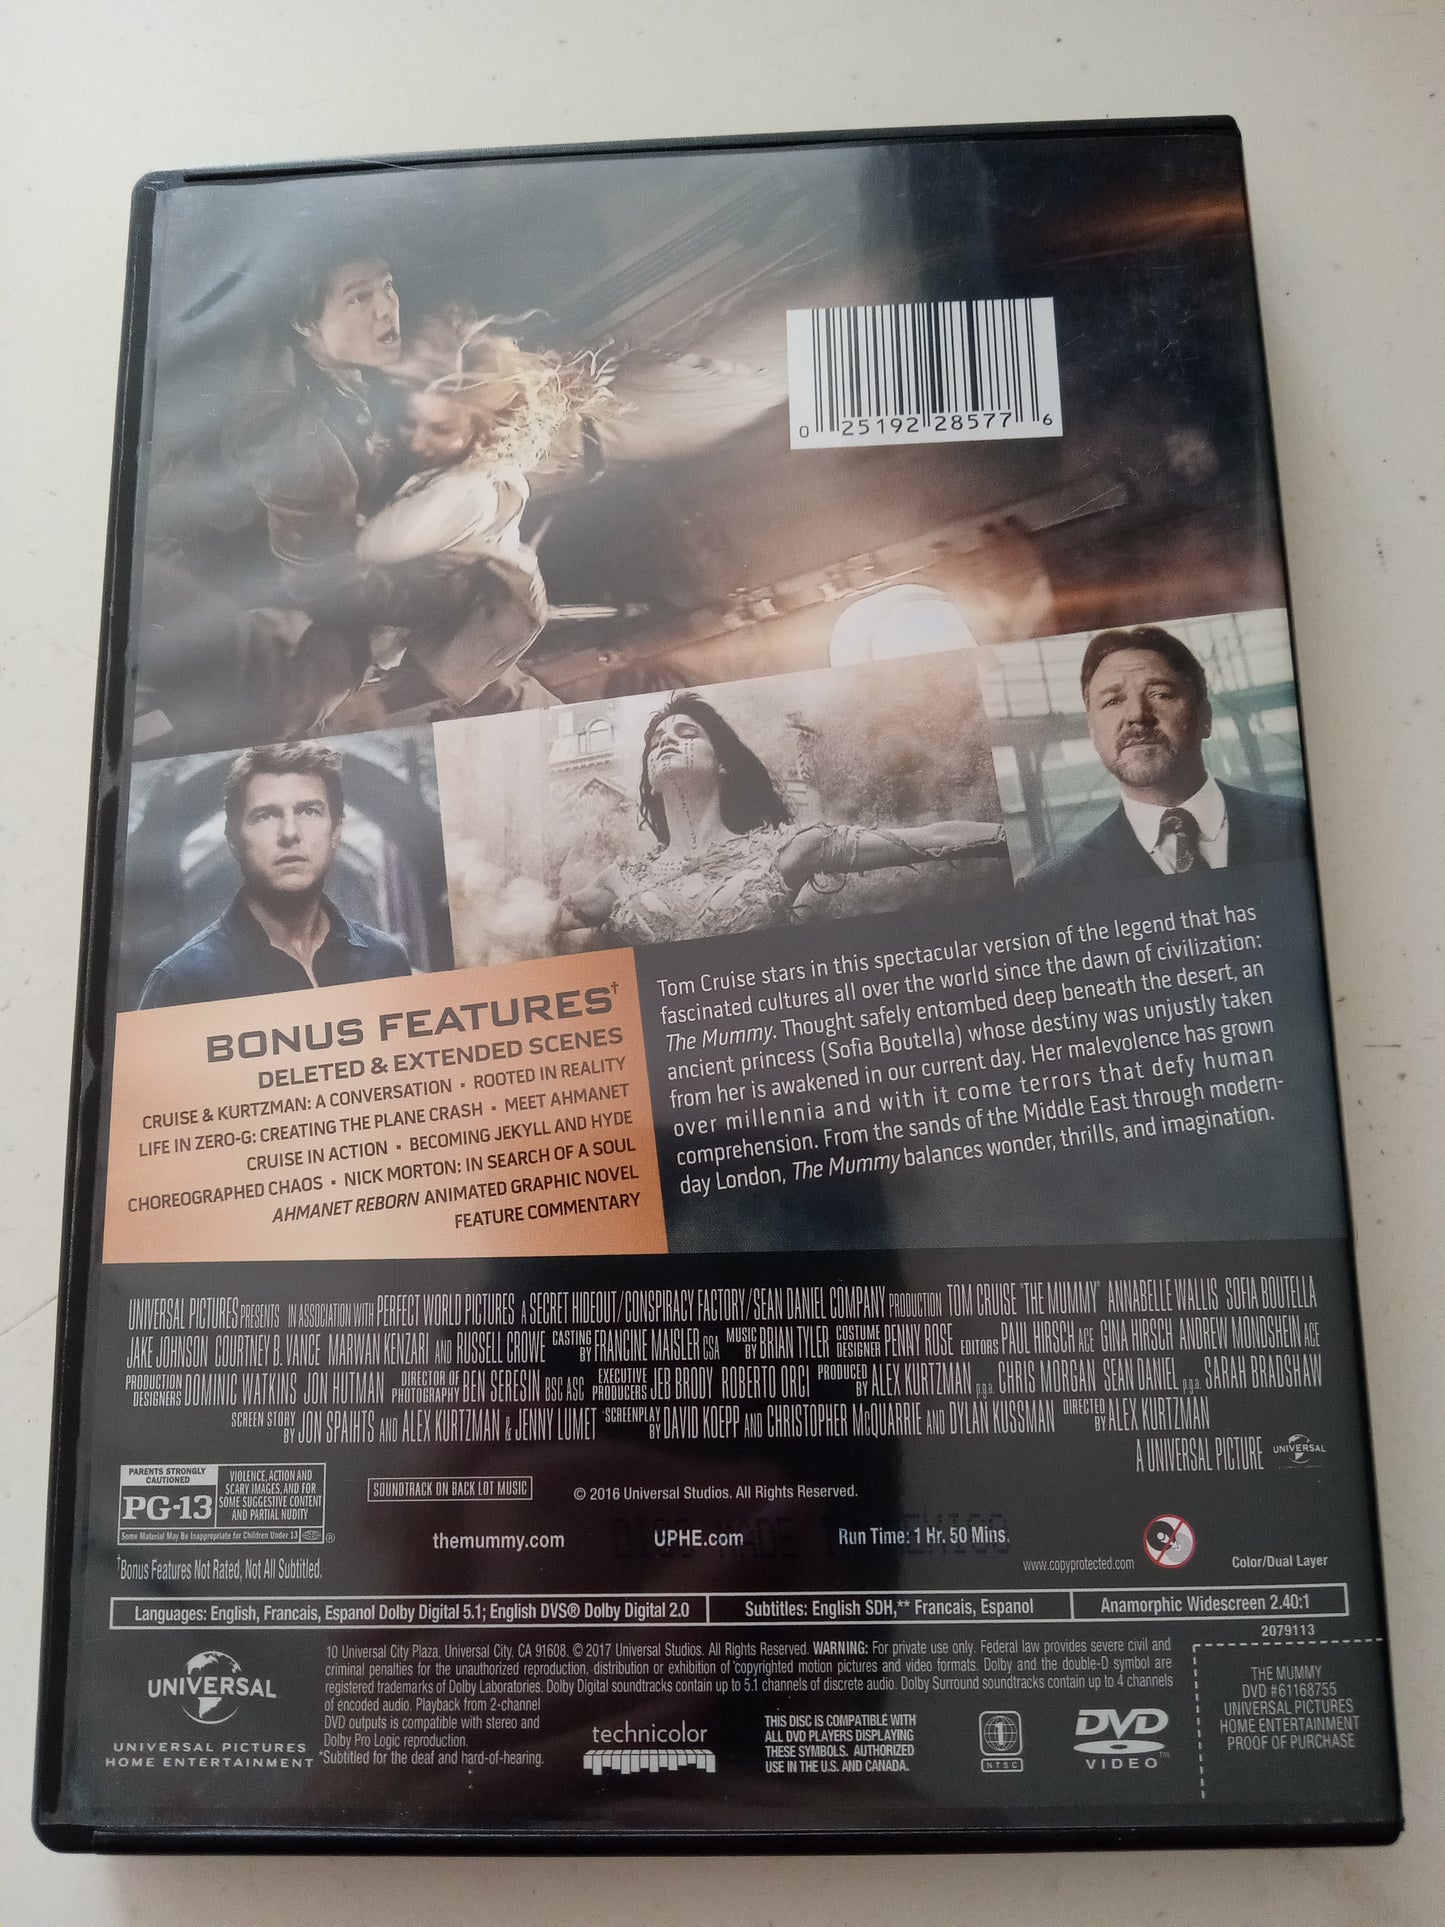 0 25192 28577 6
BONUS FEATURES†
DELETED & EXTENDED SCENES
CRUISE & KURTZMAN: A CONVERSATION ▪ ROOTED IN REALITY
LIFE IN ZERO-G: CREATING THE PLANE CRASH ▪ MEET AHMANET
CRUISE IN ACTION ▪ BECOMING JEKYLL AND HYDE
CHOREOGRAPHED CHAOS ▪ NICK MORTON: IN SEARCH OF A SOUL
AHMANET REBORN ANIMATED GRAPHIC NOVEL
FEATURE COMMENTARY
Tom Cruise stars in this spectacular version of the legend that has
fascinated cultures all over the world since the dawn of civilization:
The Mummy. Thought safely entombed deep beneath the desert, an
ancient princess (Sofia Boutella) whose destiny was unjustly taken
from her is awakened in our current day. Her malevolence has grown
over millennia and with it come terrors that defy human
comprehension. From the sands of the Middle East through modern-
day London, The Mummy balances wonder, thrills, and imagination.
UNIVERSAL PICTURES PRESENTS IN ASSOCIATION WITH PERFECT WORLD PICTURES A SECRET HIDEOUT/CONSPIRACY FACTORY/SEAN DANIEL COMPANY PRODUCTION TOM CRUISE "THE MUMMY" ANNABELLE WALLIS SOFIA BOUTELLA
JAKE JOHNSON COURTNEY B. VANCE MARWAN KENZARI AND RUSSELL CROWE CASTING BY FRANCINE MAISLER CSA MUSIC BY BRIAN TYLER COSTUME DESIGNER PENNY ROSE EDITORS PAUL HIRSCH ACE GINA HIRSCH ANDREW MONDSHEIN ACE
PRODUCTION DESIGNERS DOMINIC WATKINS JON HUTMAN DIRECTOR OF PHOTOGRAPHY BEN SERESIN BSC ASC EXECUTIVE PRODUCERS JEB BRODY ROBERTO ORCI PRODUCED BY ALEX KURTZMAN p.g.a. CHRIS MORGAN SEAN DANIEL p.g.a. SARAH BRADSHAW
SCREEN STORY BY JON SPAIHTS AND ALEX KURTZMAN & JENNY LUMET SCREENPLAY BY DAVID KOEPP AND CHRISTOPHER McQUARRIE AND DYLAN KUSSMAN DIRECTED BY ALEX KURTZMAN
A UNIVERSAL PICTURE UNIVERSAL
PARENTS STRONGLY CAUTIONED
PG-13
VIOLENCE, ACTION AND
SCARY IMAGES, AND FOR
SOME SUGGESTIVE CONTENT
AND PARTIAL NUDITY
Some Material May Be Inappropriate for Children Under 13 ®
SOUNDTRACK ON BACK LOT MUSIC
© 2016 Universal Studios. All Rights Reserved.
themummy.com UPHE.com Run Time: 1 Hr. 50 Mins.
www.copyprotected.com
Color/Dual Layer
†Bonus Features Not Rated, Not All Subtitled.
Languages: English, Francais, Espanol Dolby Digital 5.1; English DVS® Dolby Digital 2.0
Subtitles: English SDH,** Francais, Espanol
Anamorphic Widescreen 2.40:1
2079113
UNIVERSAL
UNIVERSAL PICTURES
HOME ENTERTAINMENT
10 Universal City Plaza, Universal City, CA 91608. © 2017 Universal Studios. All Rights Reserved. WARNING: For private use only. Federal law provides severe civil and
criminal penalties for the unauthorized reproduction, distribution or exhibition of copyrighted motion pictures and video formats. Dolby and the double-D symbol are
registered trademarks of Dolby Laboratories. Dolby Digital soundtracks contain up to 5.1 channels of discrete audio. Dolby Surround soundtracks contain up to 4 channels
of encoded audio. Playback from 2-channel
DVD outputs is compatible with stereo and
Dolby Pro Logic reproduction.
*Subtitled for the deaf and hard-of-hearing.
technicolor
THIS DISC IS COMPATIBLE WITH
ALL DVD PLAYERS DISPLAYING
THESE SYMBOLS. AUTHORIZED
USE IN THE U.S. AND CANADA.
1
NTSC
DVD
VIDEO™
THE MUMMY
DVD #61168755
UNIVERSAL PICTURES
HOME ENTERTAINMENT
PROOF OF PURCHASE